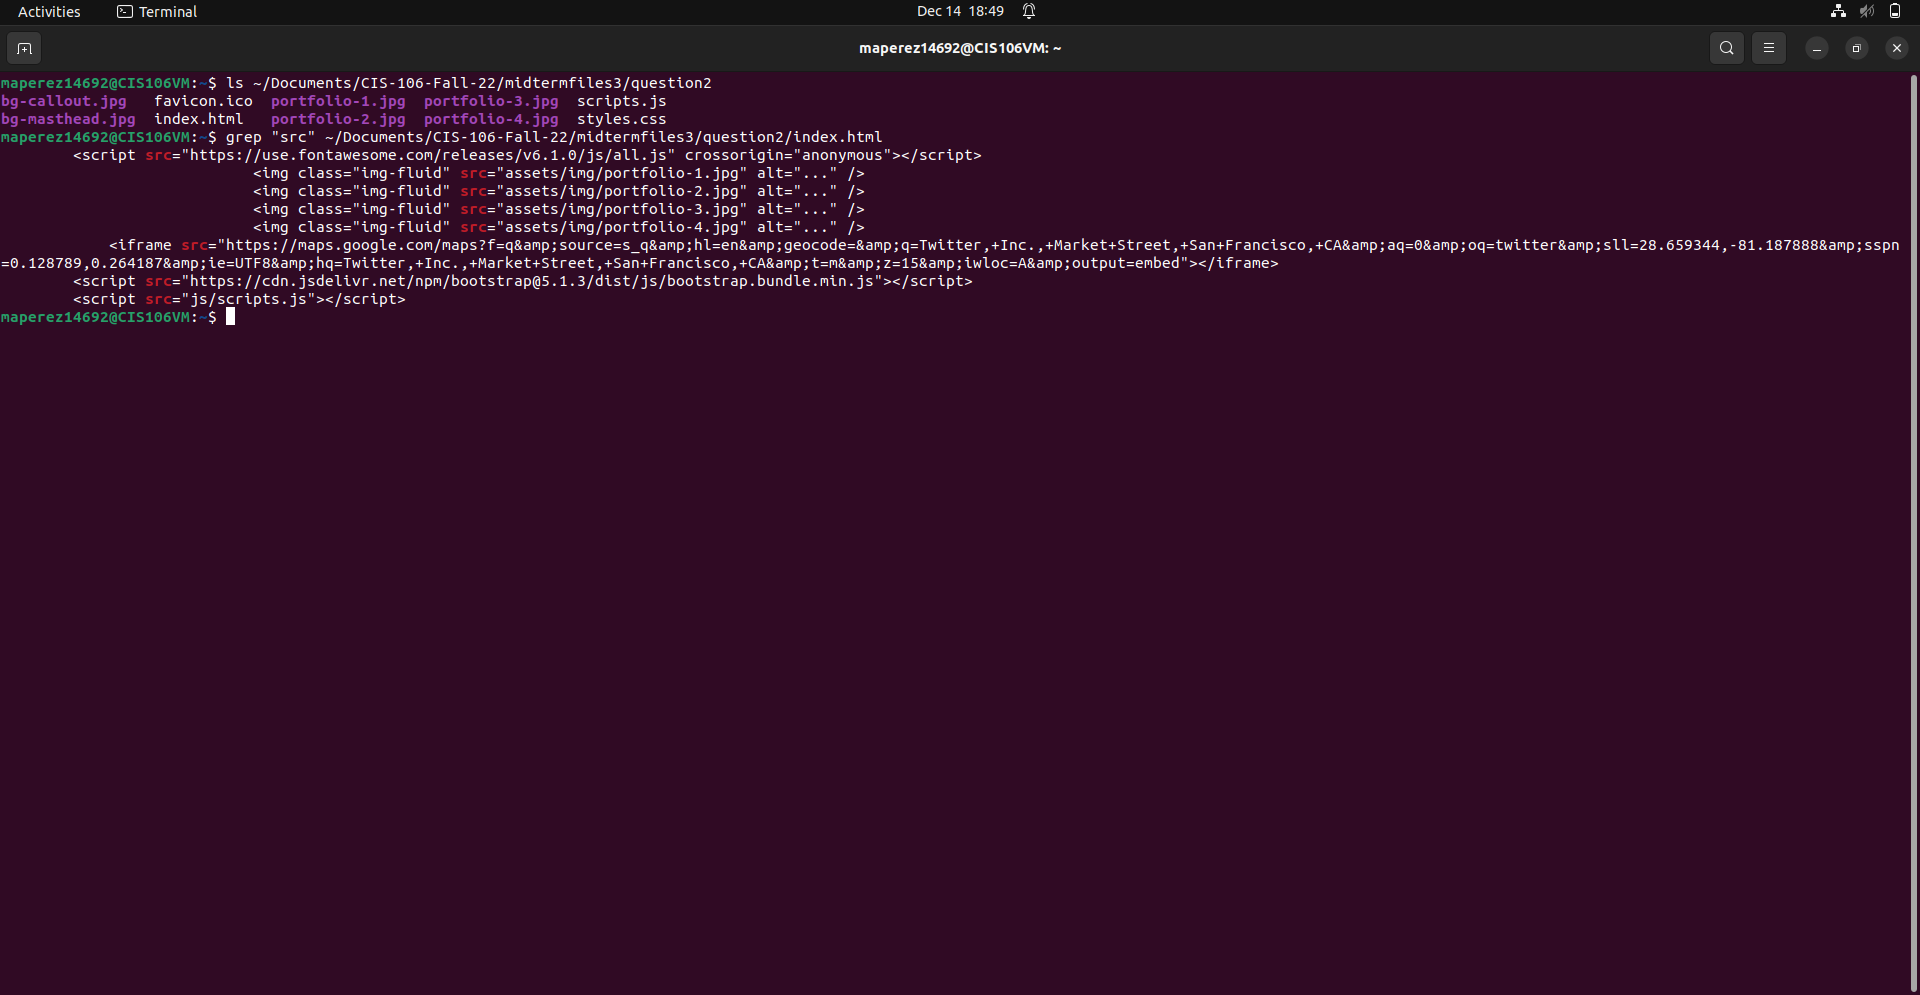 Activities Terminal Dec 14 18:49
maperez14692@CIS106VM: ~
maperez14692@CIS106VM:~$ ls ~/Documents/CIS-106-Fall-22/midtermfiles3/question2
bg-callout.jpg favicon.ico portfolio-1.jpg portfolio-3.jpg scripts.js
bg-masthead.jpg index.html portfolio-2.jpg portfolio-4.jpg styles.css
maperez14692@CIS106VM:~$ grep "src" ~/Documents/CIS-106-Fall-22/midtermfiles3/question2/index.html
<script src="https://use.fontawesome.com/releases/v6.1.0/js/all.js" crossorigin="anonymous"></script>
<img class="img-fluid" src="assets/img/portfolio-1.jpg" alt="..." />
<img class="img-fluid" src="assets/img/portfolio-2.jpg" alt="..." />
<img class="img-fluid" src="assets/img/portfolio-3.jpg" alt="..." />
<img class="img-fluid" src="assets/img/portfolio-4.jpg" alt="..." />
<iframe src="https://maps.google.com/maps?f=q&amp;source=s_q&amp;hl=en&amp;geocode=&amp;q=Twitter,+Inc.,+Market+Street,+San+Francisco,+CA&amp;aq=0&amp;oq=twitter&amp;sll=28.659344,-81.187888&amp;sspn
=0.128789,0.264187&amp;ie=UTF8&amp;hq=Twitter,+Inc.,+Market+Street,+San+Francisco,+CA&amp;t=m&amp;z=15&amp;iwloc=A&amp;output=embed"></iframe>
<script src="https://cdn.jsdelivr.net/npm/bootstrap@5.1.3/dist/js/bootstrap.bundle.min.js"></script>
<script src="js/scripts.js"></script>
maperez14692@CIS106VM:~$